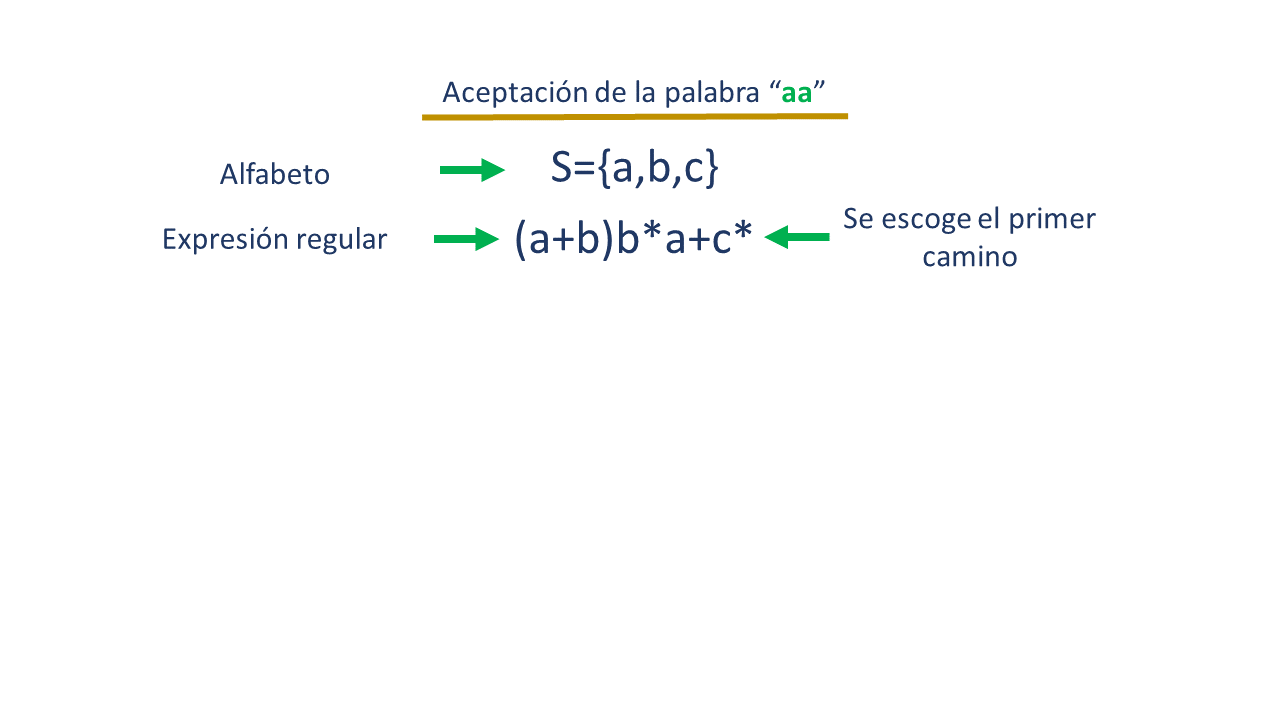 Aceptación de la palabra “aa”
Alfabeto
S={a,b,c}
Expresión regular
(a+b)b*a+c*
Se escoge el primer
camino